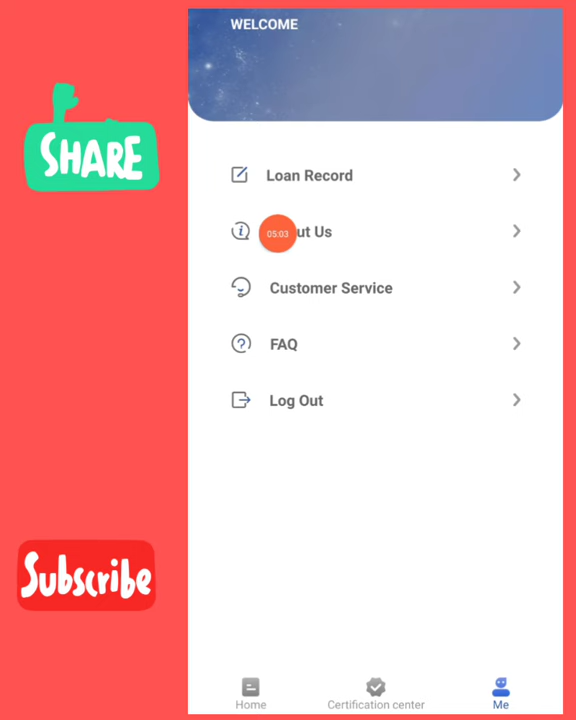 WELCOME
SHARE
Loan Record
05:03
ut Us
Customer Service
FAQ
Log Out
Subscribe
Home
Certification center
Me